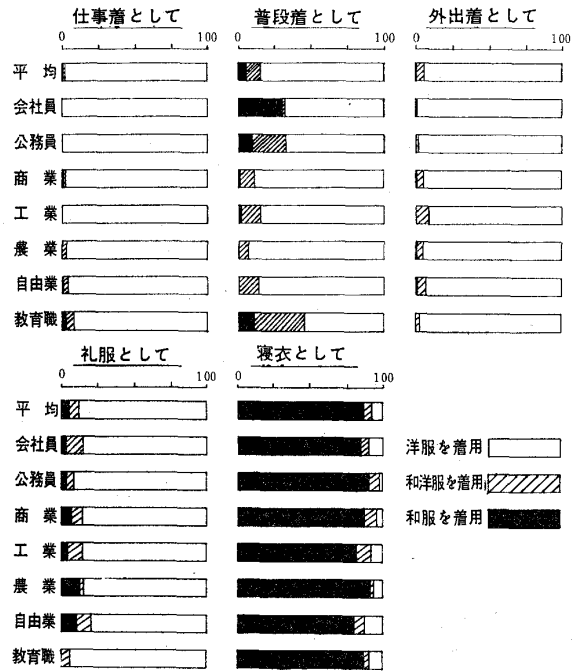 仕事着として 普段着として 外出着として
0 100 0 100 0 100
平均
会社員
公務員
商業
工業
農業
自由業
教育職
礼服として 寝衣として
0 100 0 100
平均
会社員 洋服を着用
公務員 和洋服を着用
商業 和服を着用
工業
農業
自由業
教育職